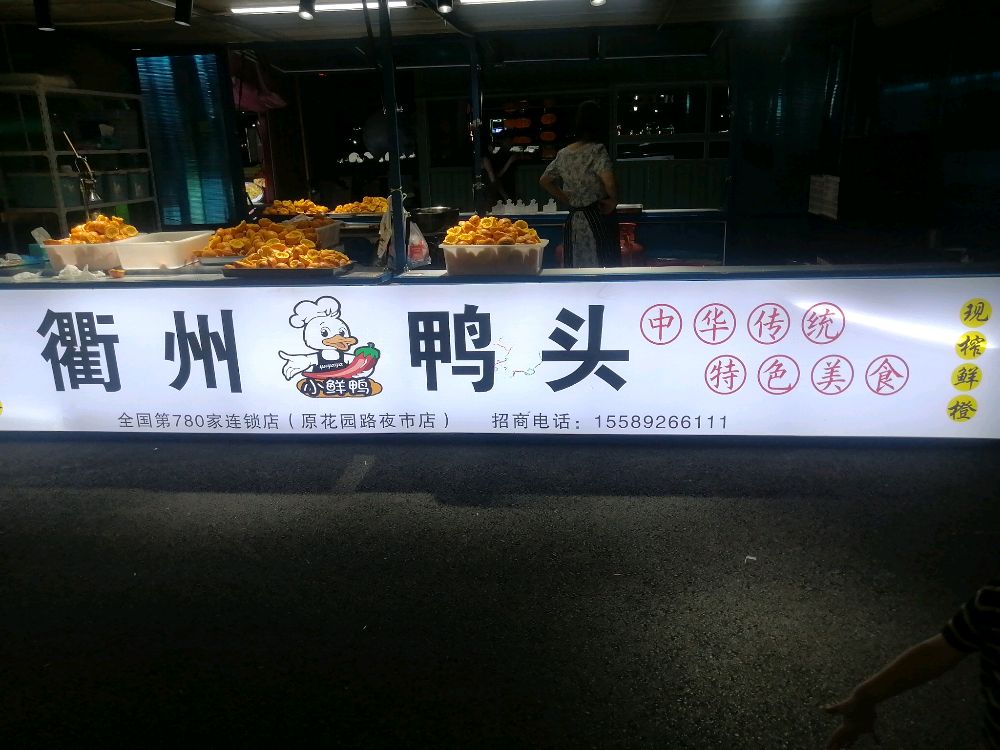 衢州 鸭头
小鲜鸭
中华传统
特色美食
现榨鲜橙
全国第780家连锁店（原花园路夜市店） 招商电话：15589266111